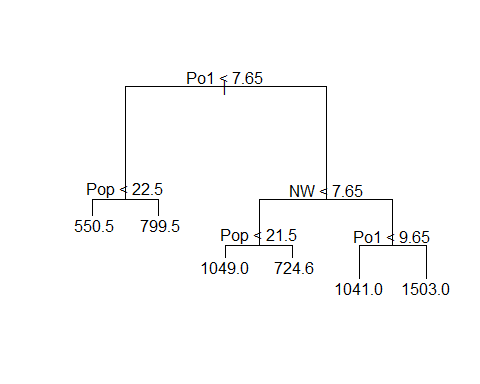 Po1 < 7.65
Pop < 22.5
NW < 7.65
550.5
799.5
Pop < 21.5
Po1 < 9.65
1049.0
724.6
1041.0
1503.0